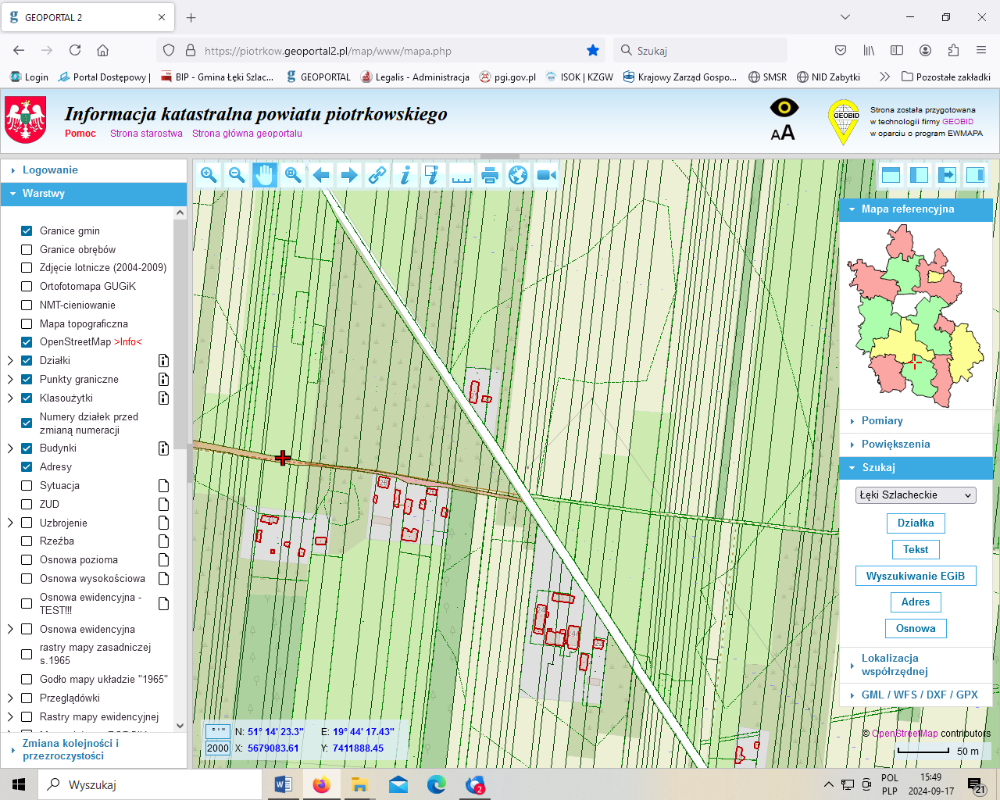 GEOPORTAL 2
https://piotrkow.geoportal2.pl/map/www/mapa.php
Szukaj
Login
Portal Dostępowy |
BIP - Gmina Łęki Szlac...
GEOPORTAL
Legalis - Administracja
pgi.gov.pl
ISOK | KZGW
Krajowy Zarząd Gospo...
SMSR
NID Zabytki
Pozostałe zakładki
Informacja katastralna powiatu piotrkowskiego
Pomoc Strona starostwa Strona główna geoportalu
AA
GEOBID
Strona została przygotowana
w technologii firmy GEOBID
w oparciu o program EWMAPA
Logowanie
Warstwy
Granice gmin
Granice obrębów
Zdjęcie lotnicze (2004-2009)
Ortofotomapa GUGiK
NMT-cieniowanie
Mapa topograficzna
OpenStreetMap >Info<
Działki
Punkty graniczne
Klasoużytki
Numery działek przed
zmianą numeracji
Budynki
Adresy
Sytuacja
ZUD
Uzbrojenie
Rzeźba
Osnowa pozioma
Osnowa wysokościowa
Osnowa ewidencyjna -
TEST!!!
Osnowa ewidencyjna
rastry mapy zasadniczej
s.1965
Godło mapy układzie "1965"
Przeglądówki
Rastry mapy ewidencyjnej
Zmiana kolejności i
przezroczystości
Mapa referencyjna
Pomiary
Powiększenia
Szukaj
Łęki Szlacheckie
Działka
Tekst
Wyszukiwanie EGiB
Adres
Osnowa
Lokalizacja
współrzędnej
GML / WFS / DXF / GPX
© OpenStreetMap contributors
50 m
° ' " N: 51° 14' 23.3" E: 19° 44' 17.43"
2000 X: 5679083.61 Y: 7411888.45
Wyszukaj
2
POL
PLP
15:49
2024-09-17
21